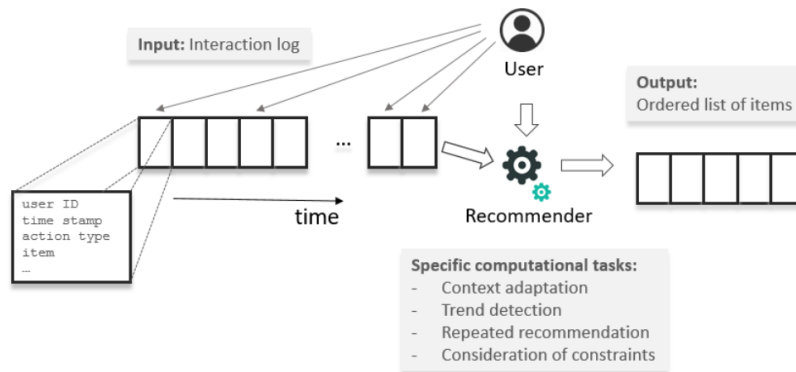 Input: Interaction log
User
Output:
Ordered list of items
...
user ID
time stamp
action type
item
…
time
Recommender
Specific computational tasks:
- Context adaptation
- Trend detection
- Repeated recommendation
- Consideration of constraints